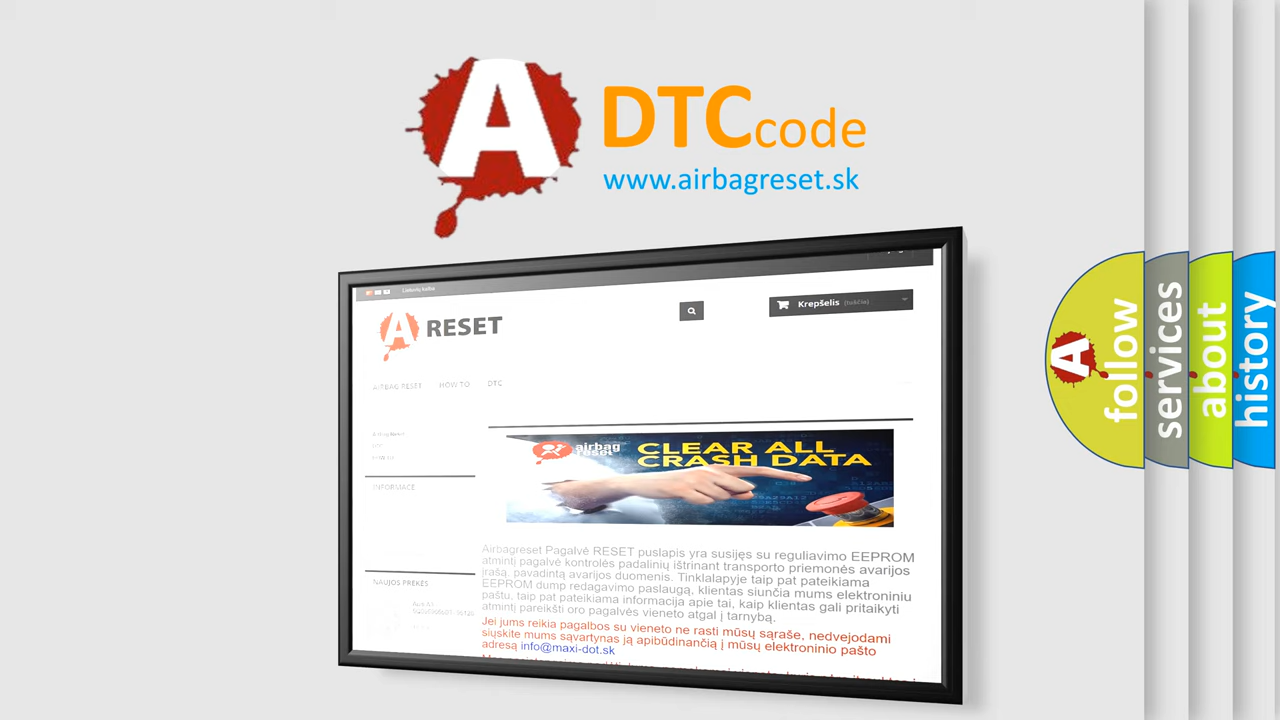 A
DTCcode
www.airbagreset.sk
Lietuvių kalba
A RESET
Krepšelis (tuščia)
AIRBAG RESET HOW TO DTC
INFORMACE
NAUJOS PREKĖS
airbag
reset
CLEAR ALL
CRASH DATA
Airbagreset Pagalvė RESET puslapis yra susijęs su reguliavimo EEPROM
atmintį pagalvė kontrolės padalinių ištrinant transporto priemonės avarijos
įrašą, pavadintą avarijos duomenis. Tinklalapyje taip pat pateikiama
EEPROM dump redagavimo paslaugą, klientas siunčia mums elektroniniu
paštu, taip pat pateikiama informacija apie tai, kaip klientas gali pritaikyti
atmintį pareikšti oro pagalvės vieneto atgal į tarnybą.
Jei jums reikia pagalbos su vieneto ne rasti mūsų sąraše, nedvejodami
siųskite mums sąvartynas ją apibūdinančią į mūsų elektroninio pašto
adresą info@maxi-dot.sk
A
follow
services
about
history